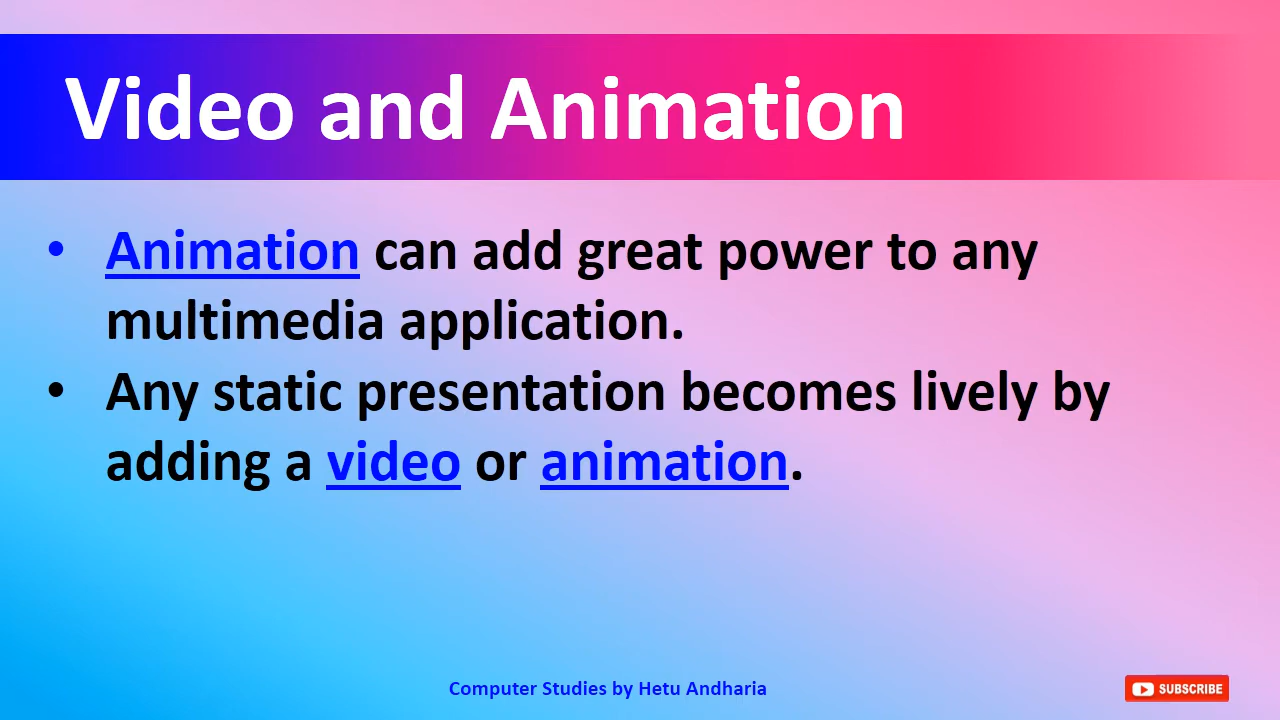 Video and Animation
• Animation can add great power to any
multimedia application.
• Any static presentation becomes lively by
adding a video or animation.
Computer Studies by Hetu Andharia
SUBSCRIBE